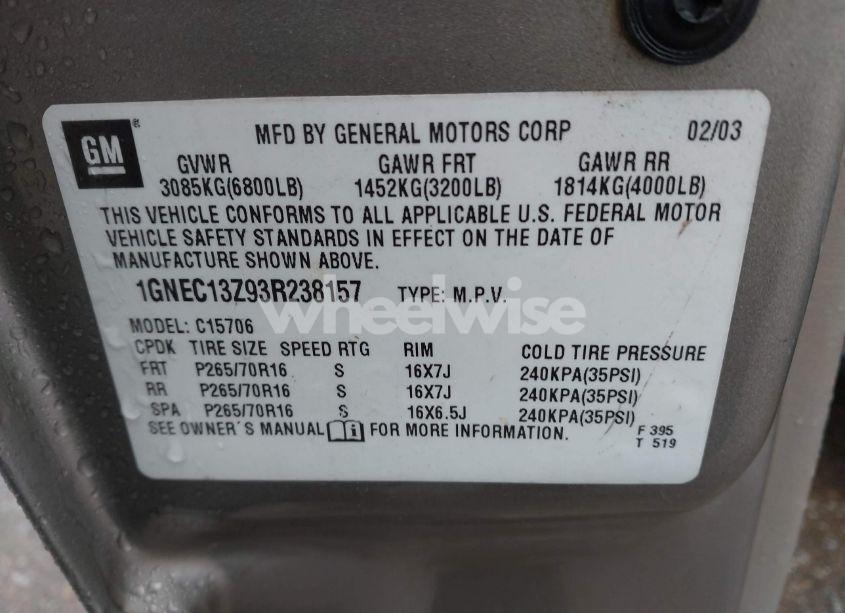 GM
MFD BY GENERAL MOTORS CORP 02/03
GVWR GAWR FRT GAWR RR
3085KG(6800LB) 1452KG(3200LB) 1814KG(4000LB)
THIS VEHICLE CONFORMS TO ALL APPLICABLE U.S. FEDERAL MOTOR
VEHICLE SAFETY STANDARDS IN EFFECT ON THE DATE OF
MANUFACTURE SHOWN ABOVE.
1GNEC13Z93R238157 TYPE: M.P.V.
wheelwise
MODEL: C15706
CPDK TIRE SIZE SPEED RTG RIM COLD TIRE PRESSURE
FRT P265/70R16 S 16X7J 240KPA(35PSI)
RR P265/70R16 S 16X7J 240KPA(35PSI)
SPA P265/70R16 S 16X6.5J 240KPA(35PSI)
SEE OWNER'S MANUAL FOR MORE INFORMATION. F 395
T 519